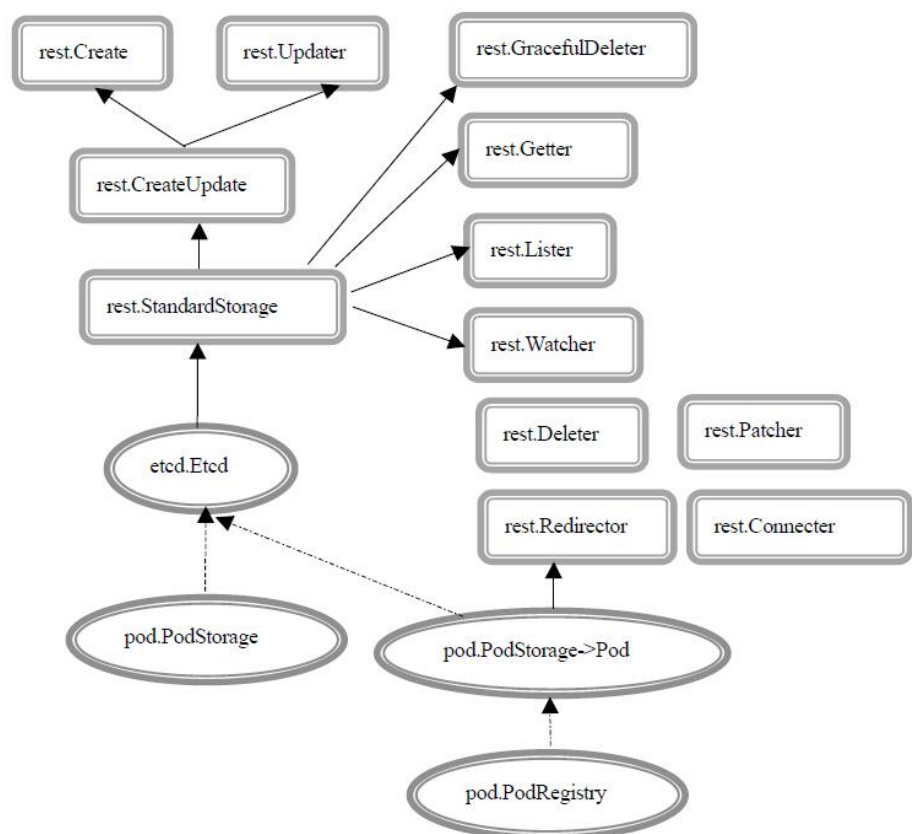 rest.Create
rest.Updater
rest.GracefulDeleter
rest.Getter
rest.CreateUpdate
rest.Lister
rest.StandardStorage
rest.Watcher
rest.Deleter
rest.Patcher
etcd.Etcd
rest.Redirector
rest.Connecter
pod.PodStorage
pod.PodStorage->Pod
pod.PodRegistry